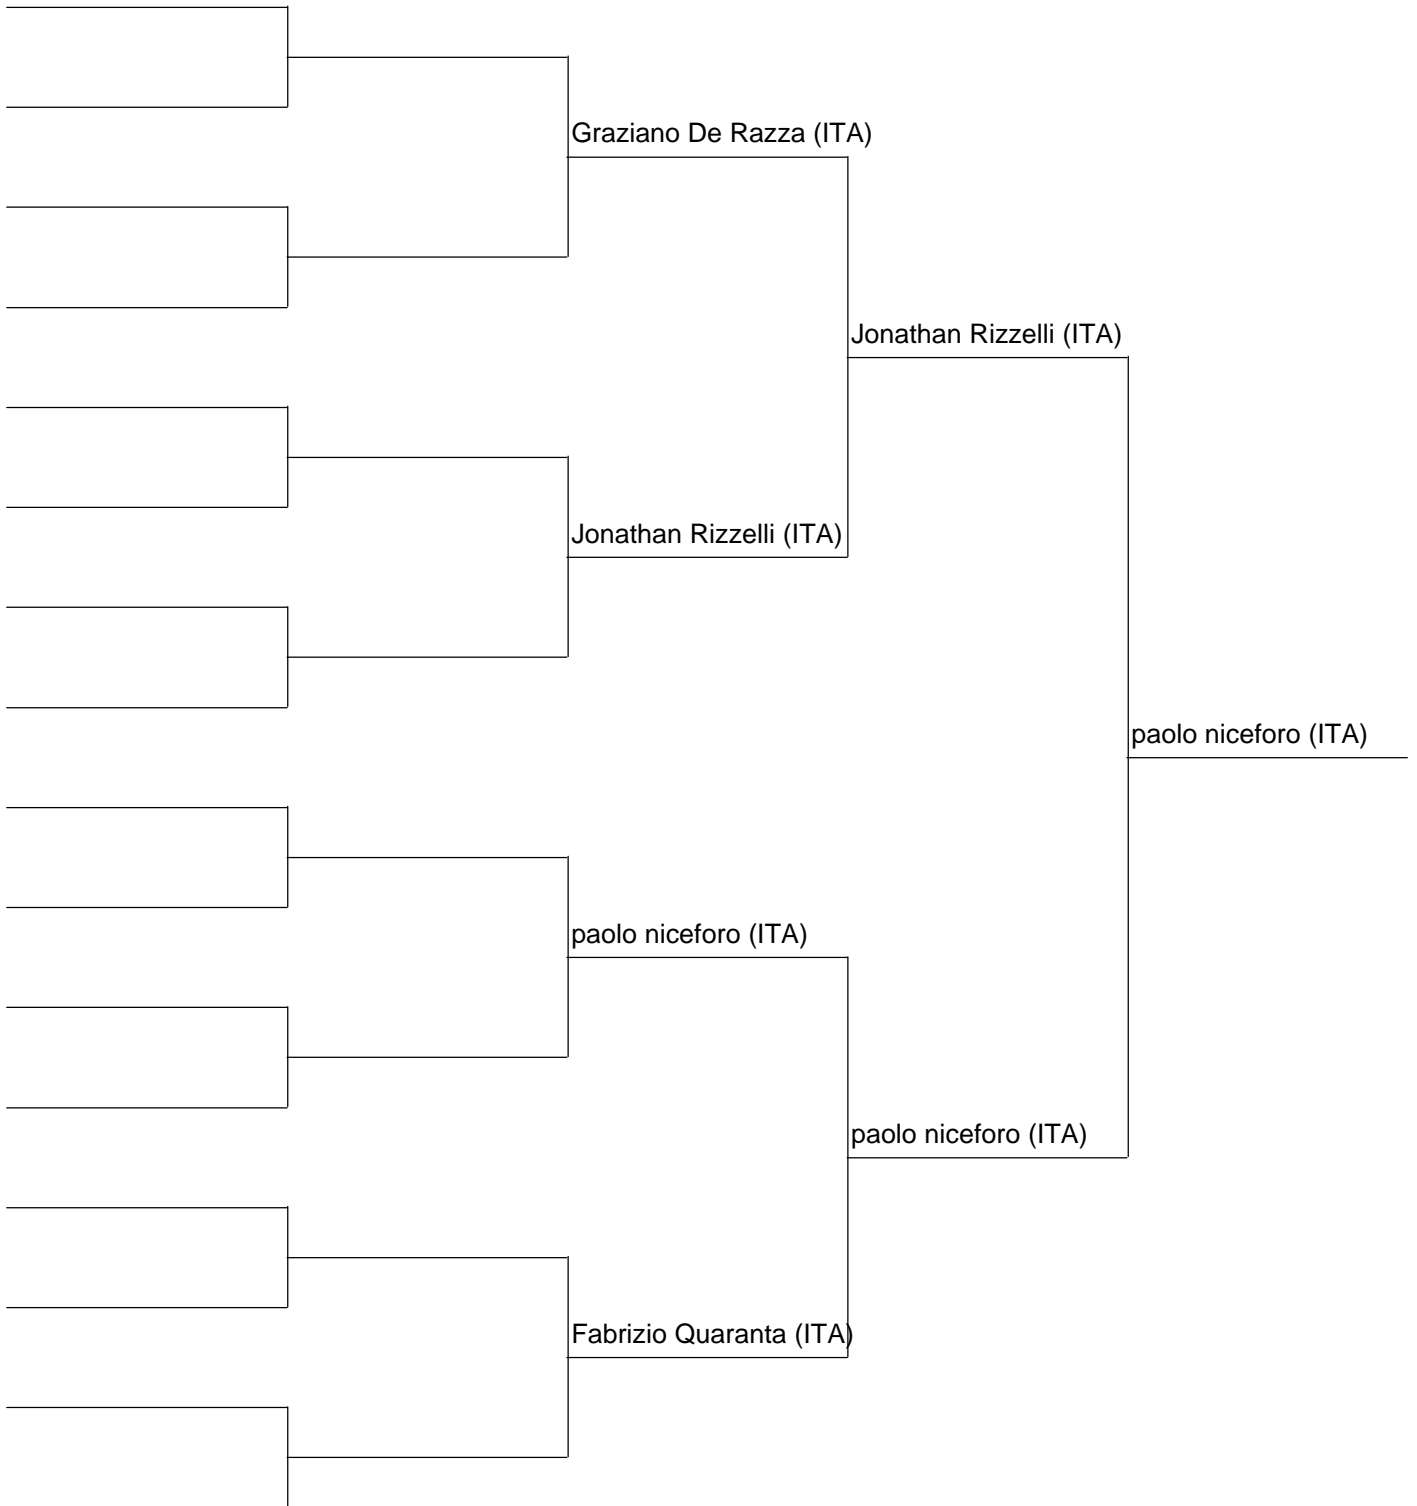 Graziano De Razza (ITA)
Jonathan Rizzelli (ITA)
Jonathan Rizzelli (ITA)
paolo niceforo (ITA)
paolo niceforo (ITA)
paolo niceforo (ITA)
Fabrizio Quaranta (ITA)